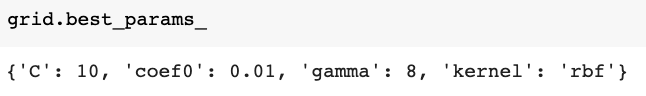 grid.best_params_
{'C': 10, 'coef0': 0.01, 'gamma': 8, 'kernel': 'rbf'}